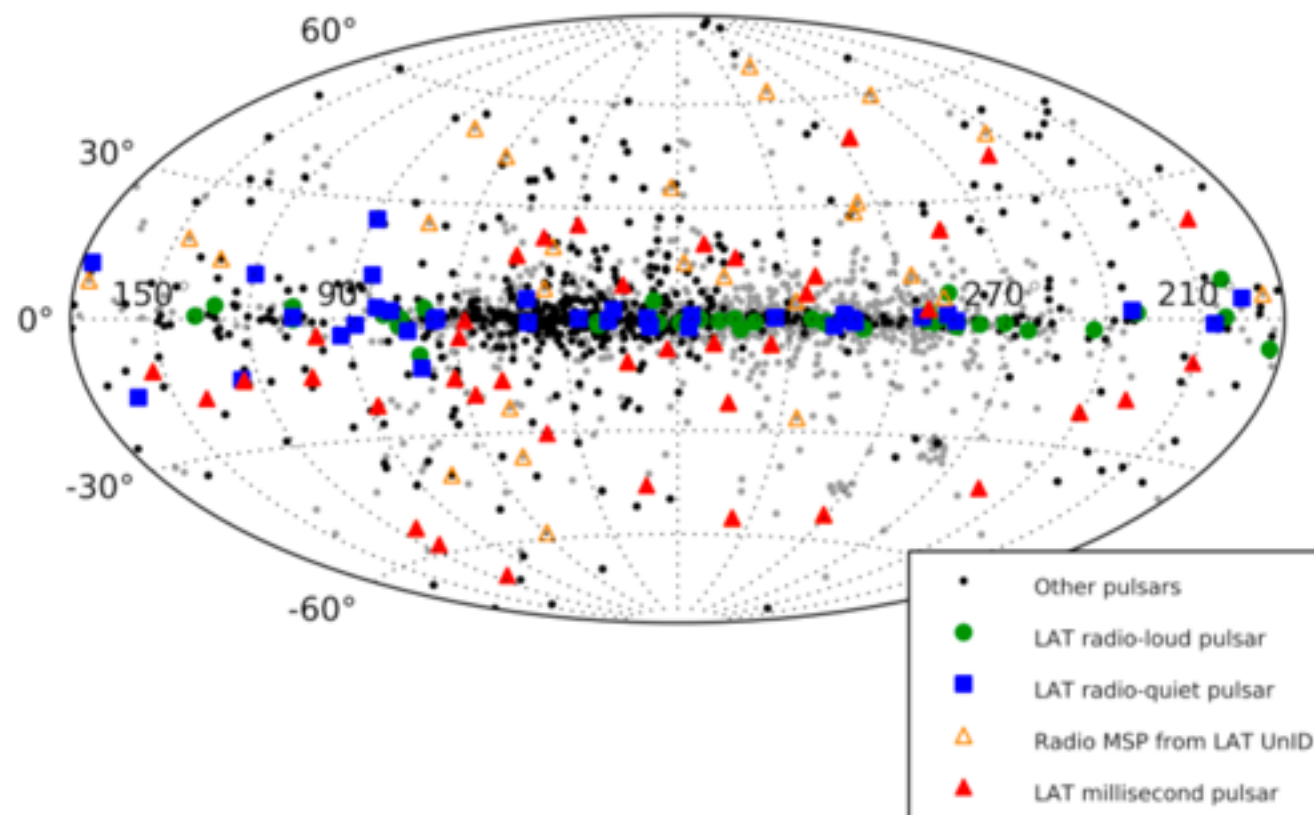 60°
30°
150° 90° 270° 210°
0°
-30°
-60°
Other pulsars
LAT radio-loud pulsar
LAT radio-quiet pulsar
Radio MSP from LAT UnID
LAT millisecond pulsar